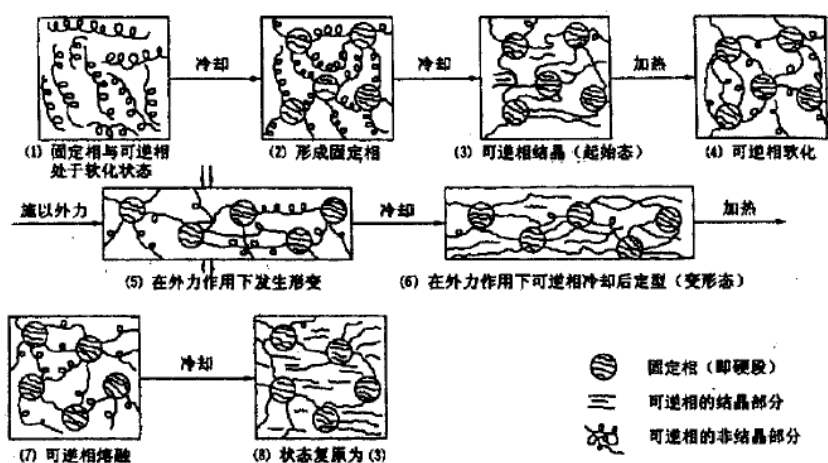 冷却
冷却
加热
(1) 固定相与可逆相
处于软化状态
(2) 形成固定相
(3) 可逆相结晶(起始态)
(4) 可逆相软化
施以外力
冷却
加热
(5) 在外力作用下发生形变
(6) 在外力作用下可逆相冷却后定型(变形态)
冷却
(7) 可逆相熔融
(8) 状态复原为(3)
固定相(即硬段)
可逆相的结晶部分
可逆相的非结晶部分